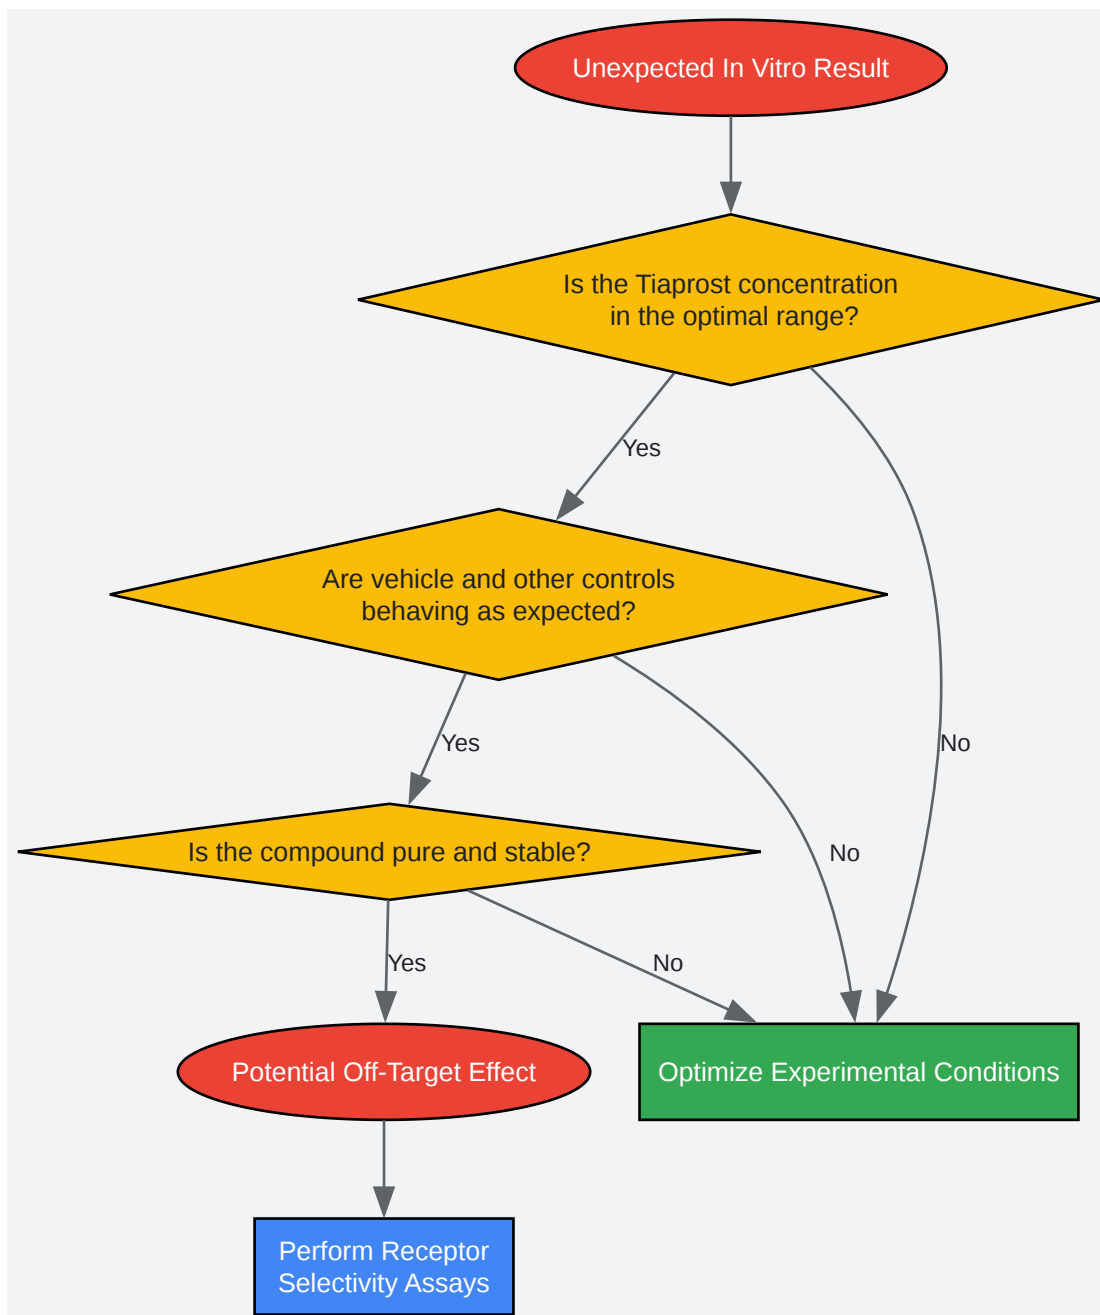 Unexpected In Vitro Result
Is the Tiaprost concentration
in the optimal range?
Yes
Are vehicle and other controls
behaving as expected?
Yes
No
Is the compound pure and stable?
No
Yes
No
Potential Off-Target Effect
Optimize Experimental Conditions
Perform Receptor
Selectivity Assays